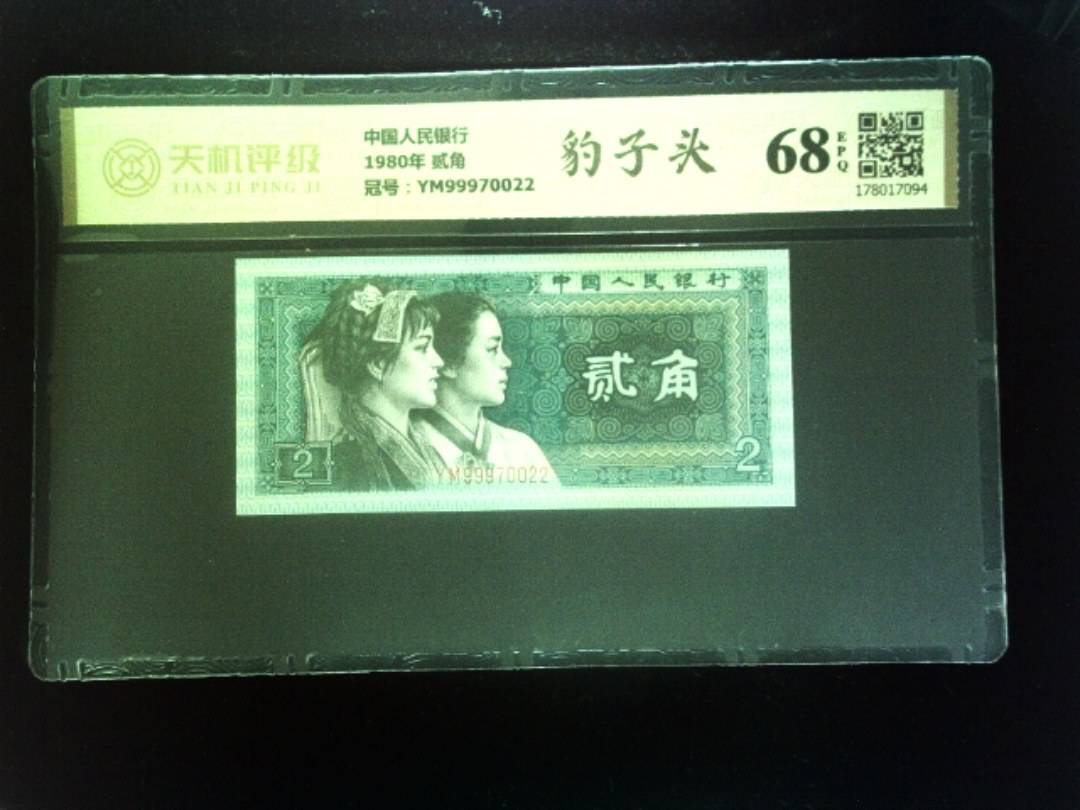 天机评级
TIAN JI PING JI
中国人民银行
1980年 贰角
冠号：YM99970022
豹子头
68
EPQ
178017094
中国人民银行
贰角
2
2
YM99970022